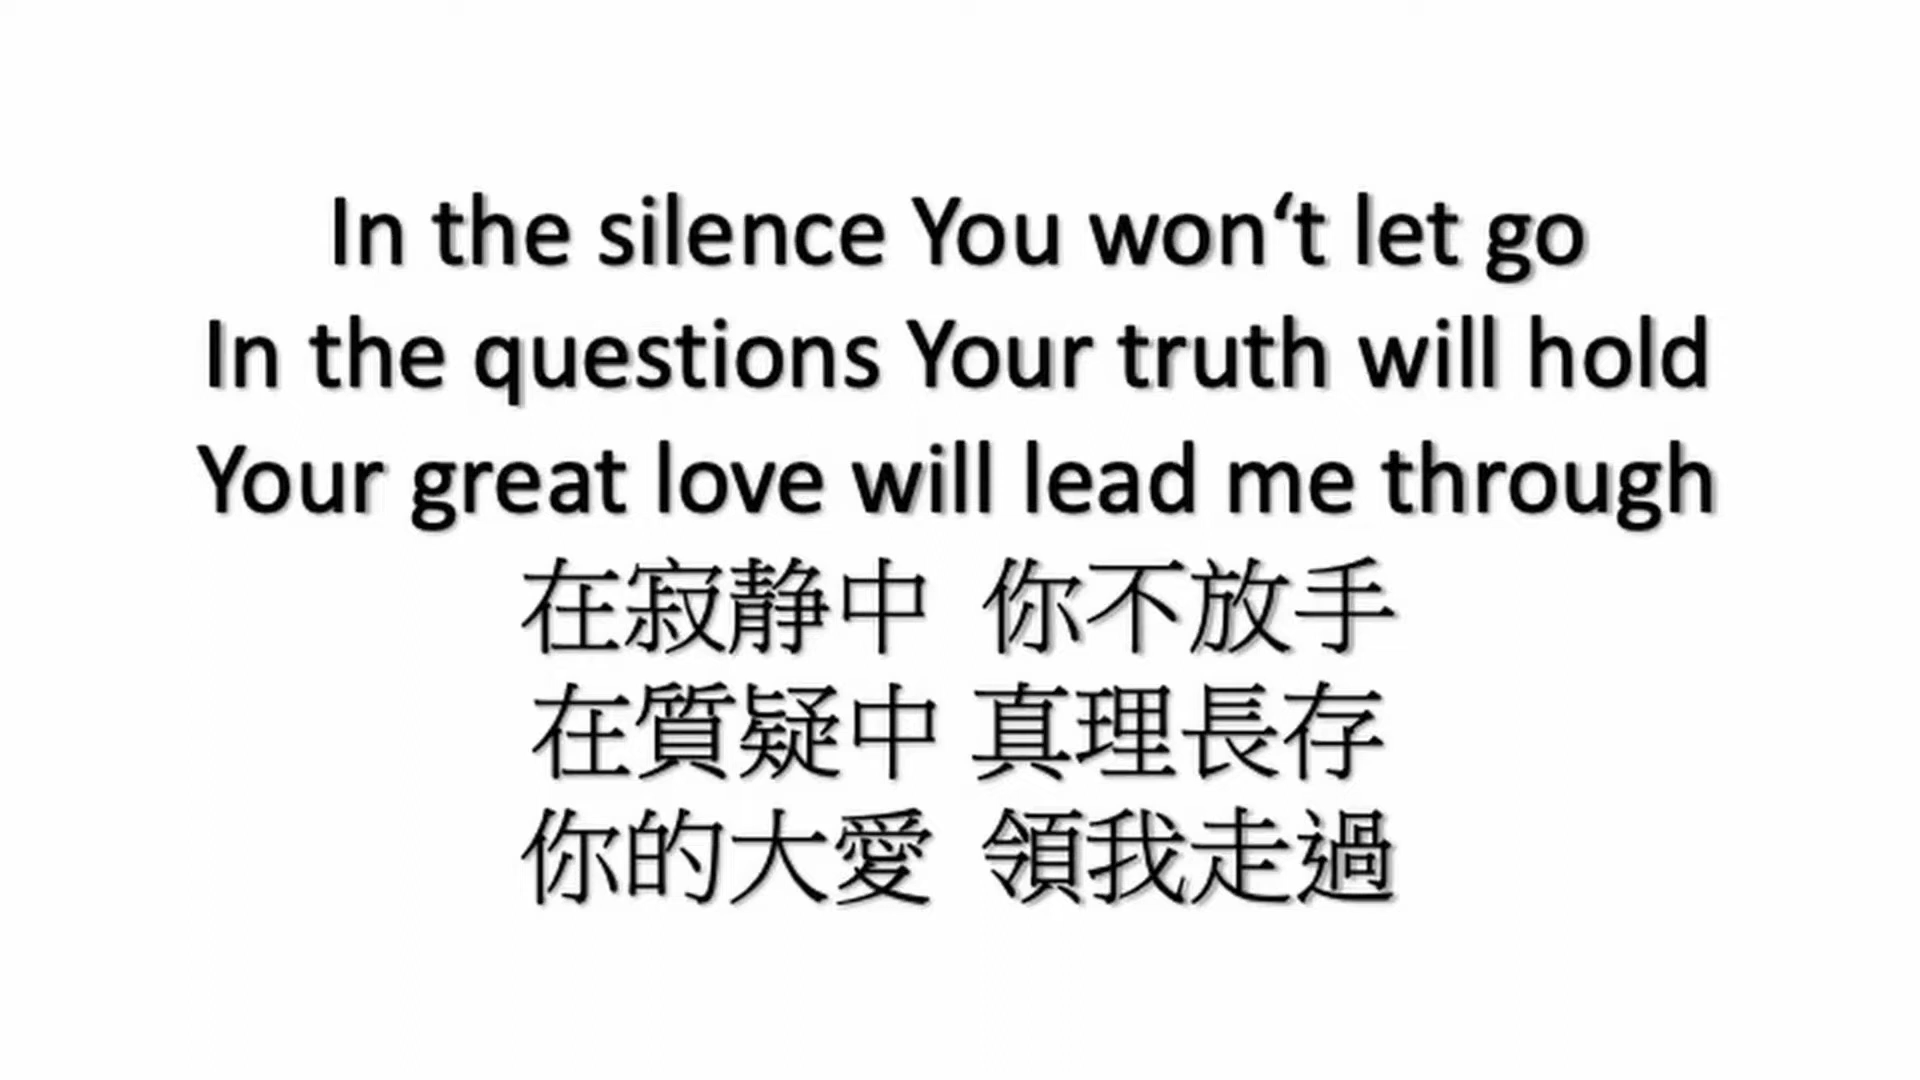 In the silence You won‘t let go
In the questions Your truth will hold
Your great love will lead me through
在寂静中 你不放手
在質疑中 真理長存
你的大愛 領我走過